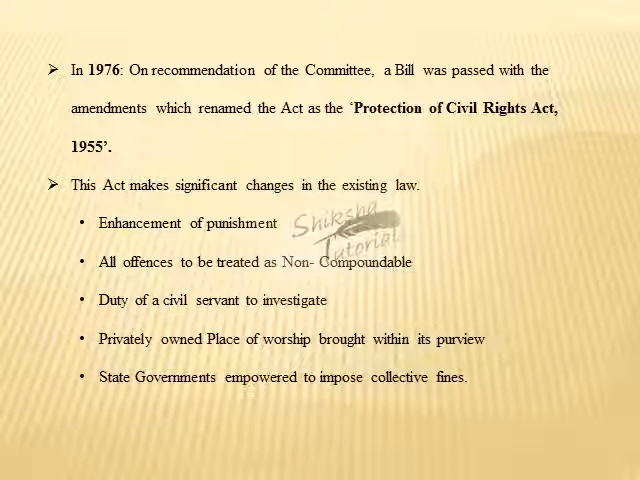 ➢ In 1976: On recommendation of the Committee, a Bill was passed with the
amendments which renamed the Act as the ‘Protection of Civil Rights Act,
1955’.
➢ This Act makes significant changes in the existing law.
• Enhancement of punishment
Shiksha
Tutorial
• All offences to be treated as Non- Compoundable
• Duty of a civil servant to investigate
• Privately owned Place of worship brought within its purview
• State Governments empowered to impose collective fines.